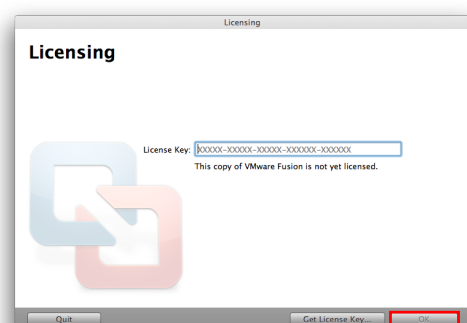 Licensing
Licensing
License Key: XXXXX-XXXXX-XXXXX-XXXXXX-XXXXXX
This copy of VMware Fusion is not yet licensed.
Quit
Get License Key...
OK